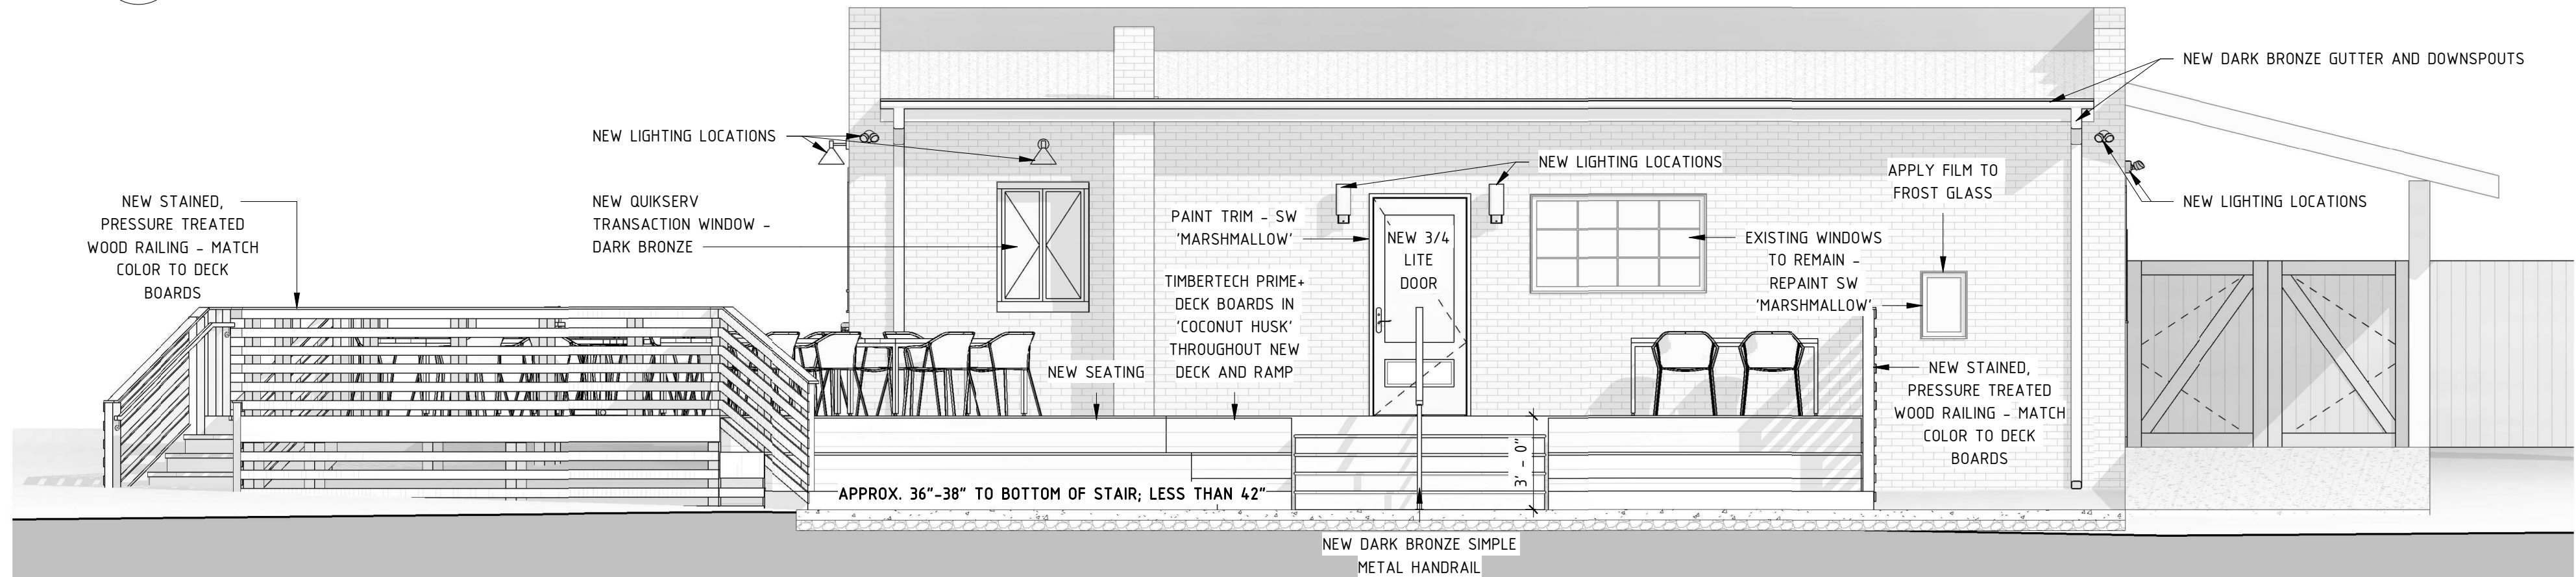 NEW DARK BRONZE GUTTER AND DOWNSPOUTS
NEW LIGHTING LOCATIONS
NEW LIGHTING LOCATIONS
APPLY FILM TO
FROST GLASS
NEW STAINED,
PRESSURE TREATED
WOOD RAILING - MATCH
COLOR TO DECK
BOARDS
NEW QUIKSERV
TRANSACTION WINDOW -
DARK BRONZE
PAINT TRIM - SW
'MARSHMALLOW'
NEW 3/4
LITE
DOOR
EXISTING WINDOWS
TO REMAIN -
REPAINT SW
'MARSHMALLOW'
NEW LIGHTING LOCATIONS
TIMBERTECH PRIME+
DECK BOARDS IN
'COCONUT HUSK'
THROUGHOUT NEW
DECK AND RAMP
NEW SEATING
NEW STAINED,
PRESSURE TREATED
WOOD RAILING - MATCH
COLOR TO DECK
BOARDS
3' - 0"
APPROX. 36"-38" TO BOTTOM OF STAIR; LESS THAN 42"
NEW DARK BRONZE SIMPLE
METAL HANDRAIL